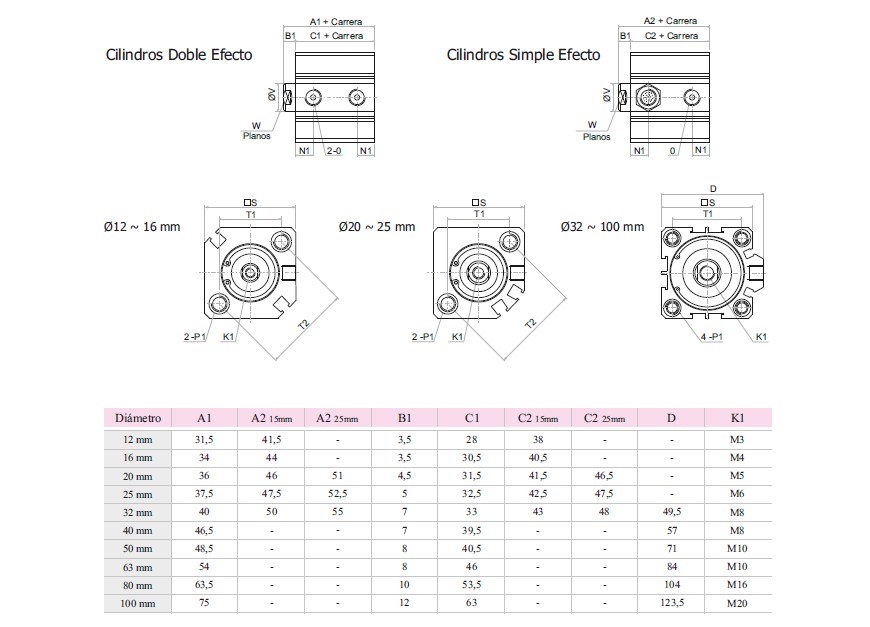 A1 + Carrera
B1 C1 + Carrera
Cilindros Doble Efecto
ØV
W
Planos
N1 2-0 N1
A2 + Carrera
B1 C2 + Carrera
Cilindros Simple Efecto
ØV
W
Planos
N1 0 N1
Ø12 ~ 16 mm
□S
T1
T2
2 -P1 K1
Ø20 ~ 25 mm
□S
T1
T2
2 -P1 K1
Ø32 ~ 100 mm
D
□S
T1
4 -P1 K1
Diámetro A1 A2 15mm A2 25mm B1 C1 C2 15mm C2 25mm D K1
12 mm 31,5 41,5 - 3,5 28 38 - - M3
16 mm 34 44 - 3,5 30,5 40,5 - - M4
20 mm 36 46 51 4,5 31,5 41,5 46,5 - M5
25 mm 37,5 47,5 52,5 5 32,5 42,5 47,5 - M6
32 mm 40 50 55 7 33 43 48 49,5 M8
40 mm 46,5 - - 7 39,5 - - 57 M8
50 mm 48,5 - - 8 40,5 - - 71 M10
63 mm 54 - - 8 46 - - 84 M10
80 mm 63,5 - - 10 53,5 - - 104 M16
100 mm 75 - - 12 63 - - 123,5 M20